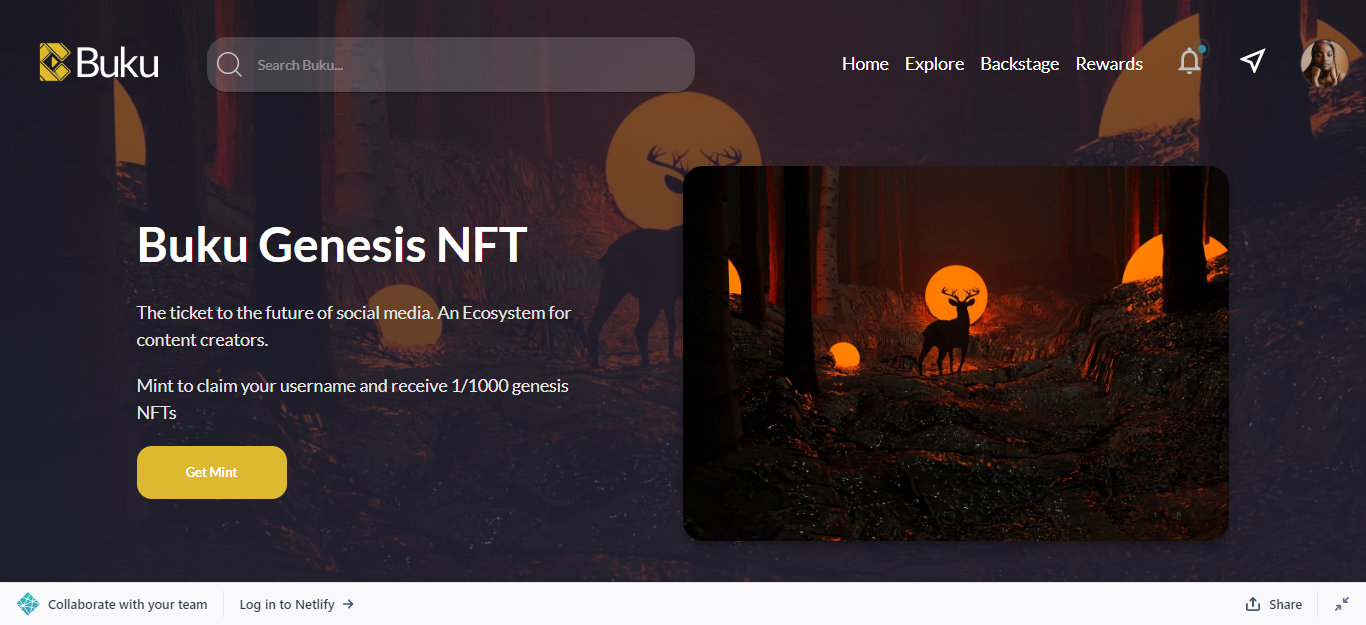 Buku
Search Buku...
Home
Explore
Backstage
Rewards
Buku Genesis NFT
The ticket to the future of social media. An Ecosystem for
content creators.
Mint to claim your username and receive 1/1000 genesis
NFTs
Get Mint
Collaborate with your team
Log in to Netlify
Share